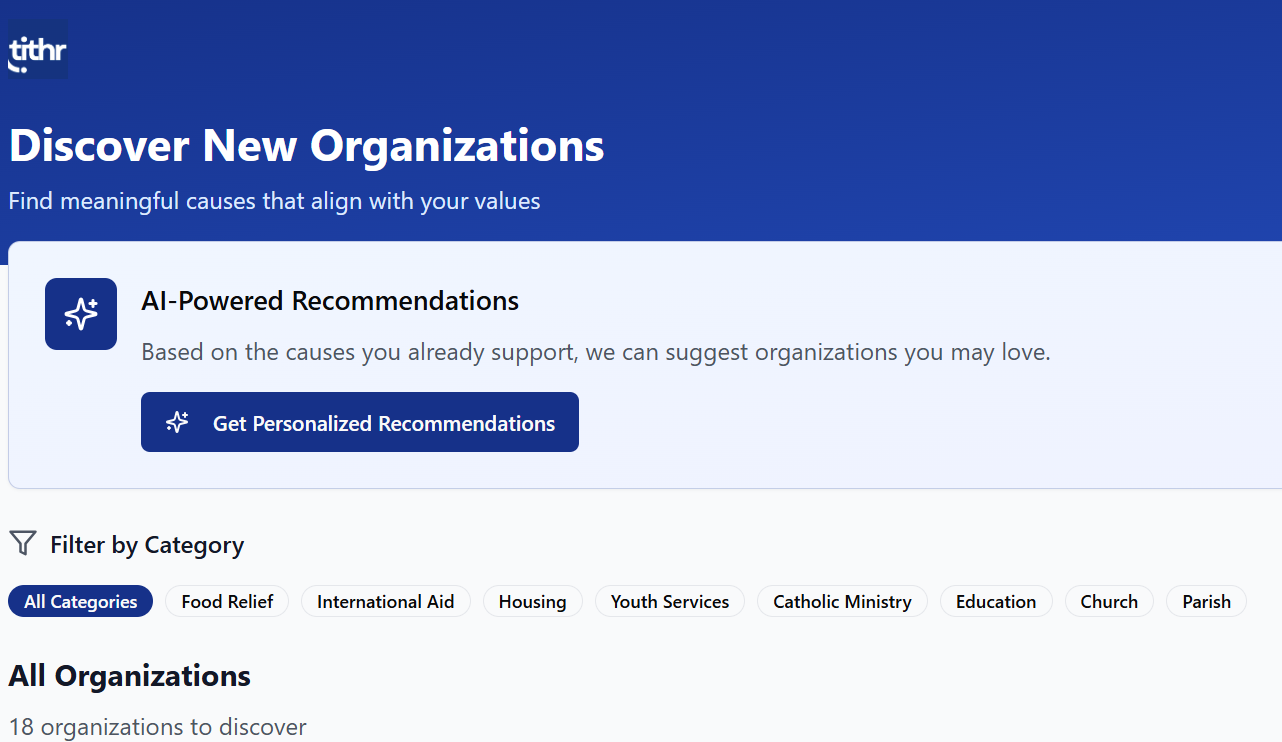 tithr
Discover New Organizations
Find meaningful causes that align with your values
AI-Powered Recommendations
Based on the causes you already support, we can suggest organizations you may love.
Get Personalized Recommendations
Filter by Category
All Categories Food Relief International Aid Housing Youth Services Catholic Ministry Education Church Parish
All Organizations
18 organizations to discover